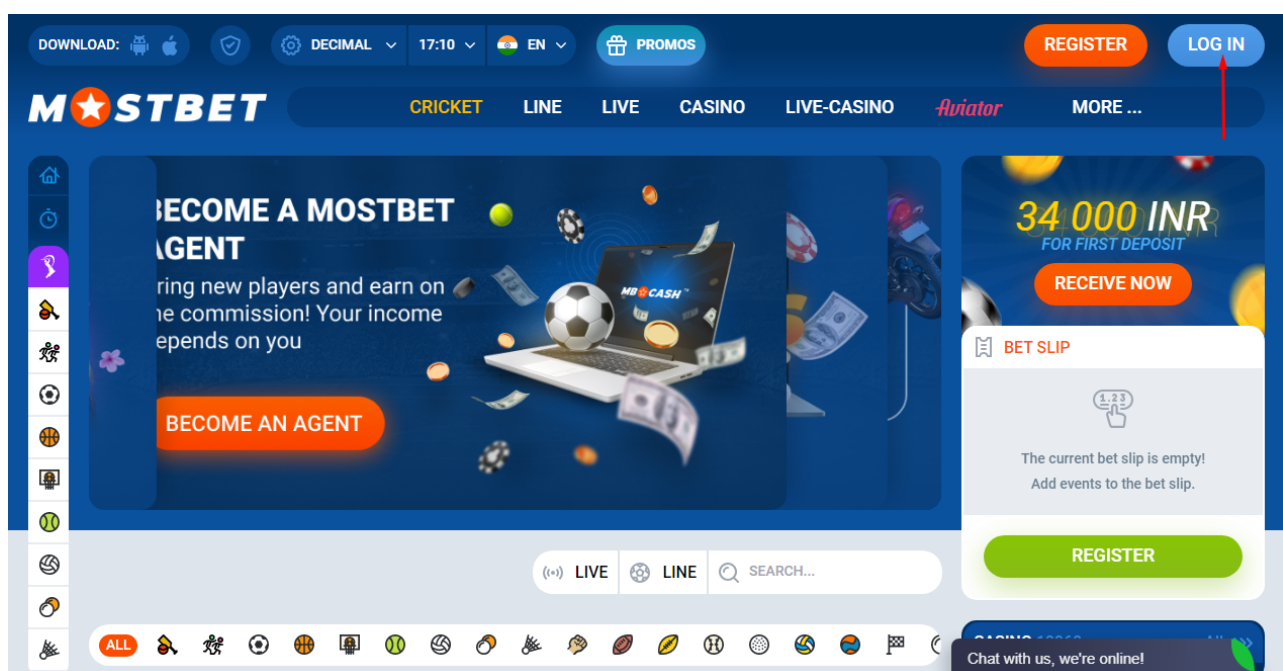 DOWNLOAD: DECIMAL 17:10 EN PROMOS REGISTER LOG IN
MOSTBET CRICKET LINE LIVE CASINO LIVE-CASINO Aviator MORE ...
BECOME A MOSTBET
AGENT
ring new players and earn on
he commission! Your income
epends on you
BECOME AN AGENT
MB CASH™
34 000 INR
FOR FIRST DEPOSIT
RECEIVE NOW
BET SLIP
1.23
The current bet slip is empty!
Add events to the bet slip.
REGISTER
LIVE LINE SEARCH...
ALL
Chat with us, we're online!